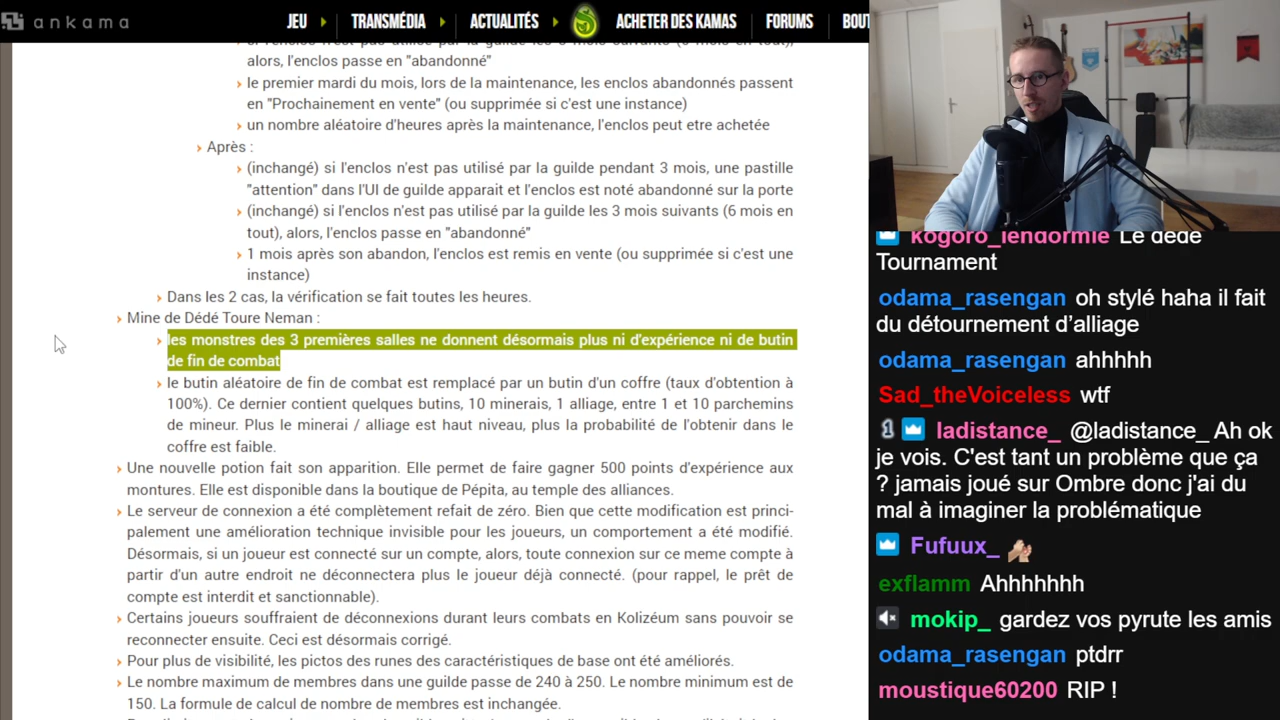 ankama
JEU
TRANSMÉDIA
ACTUALITÉS
ACHETER DES KAMAS
FORUMS
BOUT
si l'enclos n'est pas utilisé par la guilde les 3 mois suivants (6 mois en tout),
alors, l'enclos passe en "abandonné"
le premier mardi du mois, lors de la maintenance, les enclos abandonnés passent
en "Prochainement en vente" (ou supprimée si c'est une instance)
un nombre aléatoire d'heures après la maintenance, l'enclos peut etre achetée
Après :
(inchangé) si l'enclos n'est pas utilisé par la guilde pendant 3 mois, une pastille
"attention" dans l'UI de guilde apparait et l'enclos est noté abandonné sur la porte
(inchangé) si l'enclos n'est pas utilisé par la guilde les 3 mois suivants (6 mois en
tout), alors, l'enclos passe en "abandonné"
1 mois après son abandon, l'enclos est remis en vente (ou supprimée si c'est une
instance)
Dans les 2 cas, la vérification se fait toutes les heures.
Mine de Dédé Toure Neman :
les monstres des 3 premières salles ne donnent désormais plus ni d'expérience ni de butin
de fin de combat
le butin aléatoire de fin de combat est remplacé par un butin d'un coffre (taux d'obtention à
100%). Ce dernier contient quelques butins, 10 minerais, 1 alliage, entre 1 et 10 parchemins
de mineur. Plus le minerai / alliage est haut niveau, plus la probabilité de l'obtenir dans le
coffre est faible.
Une nouvelle potion fait son apparition. Elle permet de faire gagner 500 points d'expérience aux
montures. Elle est disponible dans la boutique de Pépita, au temple des alliances.
Le serveur de connexion a été complètement refait de zéro. Bien que cette modification est princi-
palement une amélioration technique invisible pour les joueurs, un comportement a été modifié.
Désormais, si un joueur est connecté sur un compte, alors, toute connexion sur ce meme compte à
partir d'un autre endroit ne déconnectera plus le joueur déjà connecté. (pour rappel, le prêt de
compte est interdit et sanctionnable).
Certains joueurs souffraient de déconnexions durant leurs combats en Kolizéum sans pouvoir se
reconnecter ensuite. Ceci est désormais corrigé.
Pour plus de visibilité, les pictos des runes des caractéristiques de base ont été améliorés.
Le nombre maximum de membres dans une guilde passe de 240 à 250. Le nombre minimum est de
150. La formule de calcul de nombre de membres est inchangée.
kogoro_lendormie Le dédé
Tournament
odama_rasengan oh stylé haha il fait
du détournement d'alliage
odama_rasengan ahhhhh
Sad_theVoiceless wtf
1 ladistance_ @ladistance_ Ah ok
je vois. C'est tant un problème que ça
? jamais joué sur Ombre donc j'ai du
mal à imaginer la problématique
Fufuux_
exflamm Ahhhhhhh
mokip_ gardez vos pyrute les amis
odama_rasengan ptdrr
moustique60200 RIP !